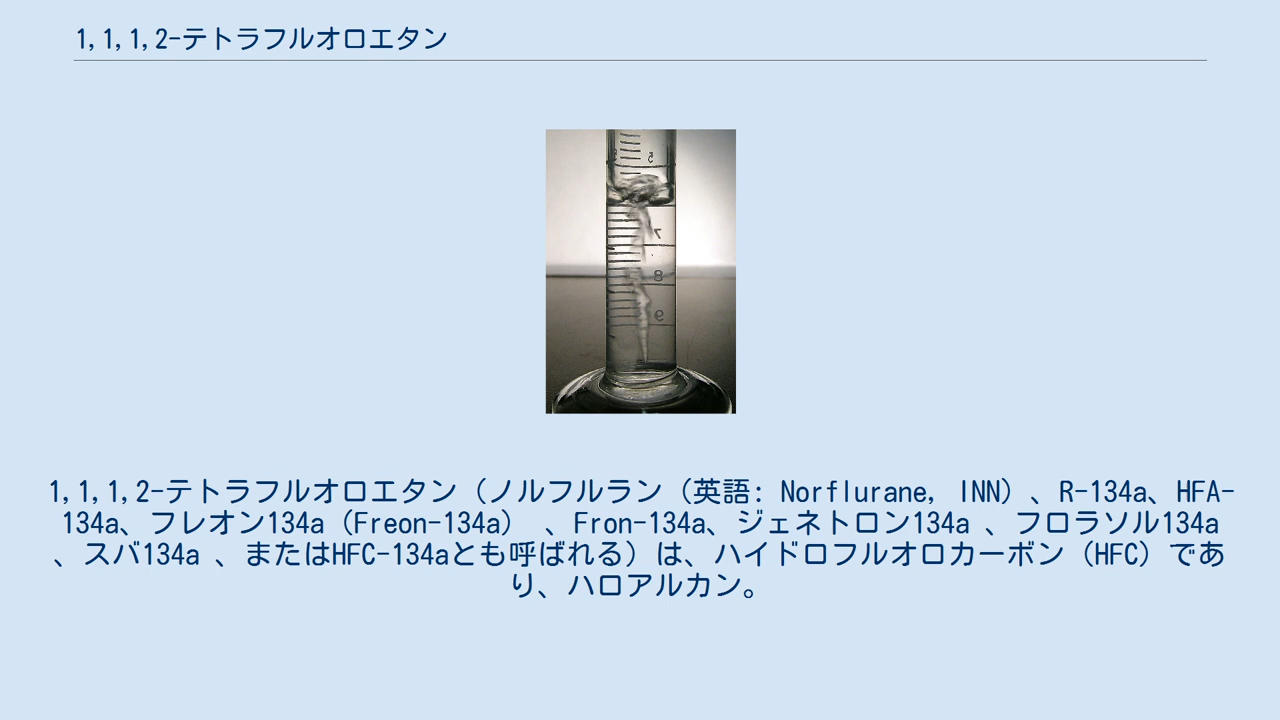 1,1,1,2-テトラフルオロエタン
5
7
8
9
1,1,1,2-テトラフルオロエタン（ノルフルラン（英語: Norflurane, INN）、R-134a、HFA-
134a、フレオン134a（Freon-134a） 、Fron-134a、ジェネトロン134a 、フロラソル134a
、スバ134a 、またはHFC-134aとも呼ばれる）は、ハイドロフルオロカーボン（HFC）であ
り、ハロアルカン。